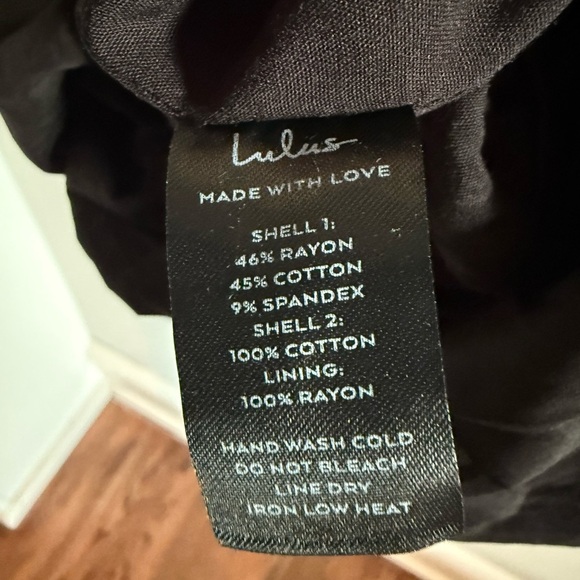 Lulus
MADE WITH LOVE
SHELL 1:
46% RAYON
45% COTTON
9% SPANDEX
SHELL 2:
100% COTTON
LINING:
100% RAYON
HAND WASH COLD
DO NOT BLEACH
LINE DRY
IRON LOW HEAT